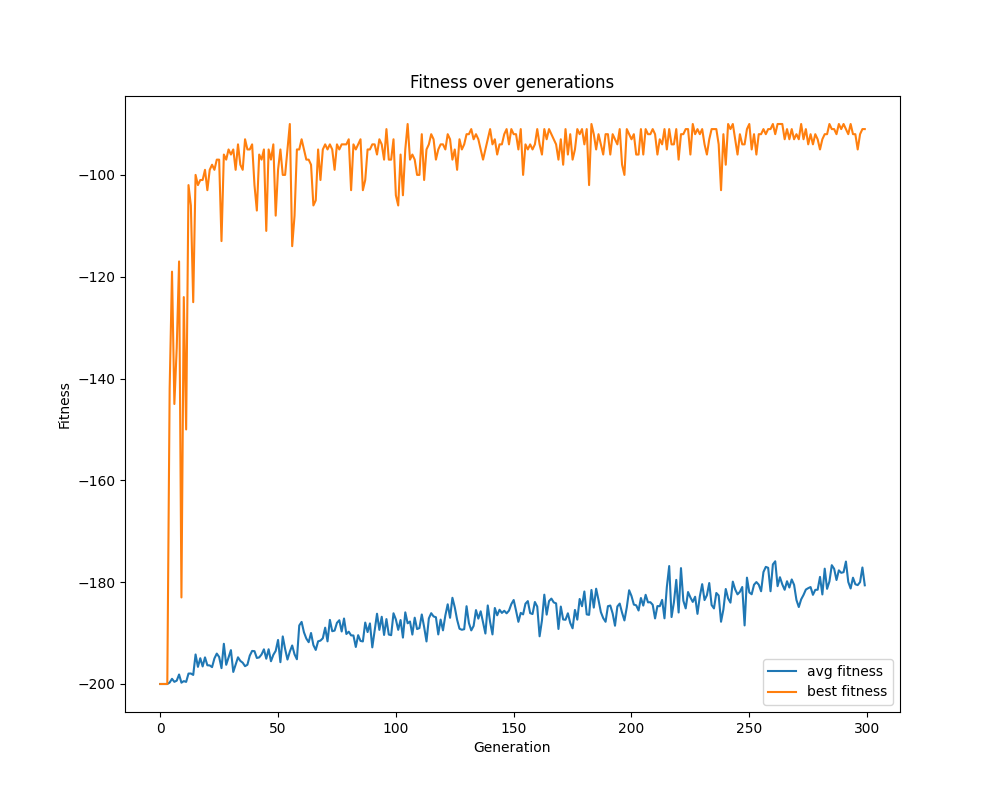 Fitness over generations
Fitness
−100
−120
−140
−160
−180
−200
0 50 100 150 200 250 300
Generation
avg fitness
best fitness